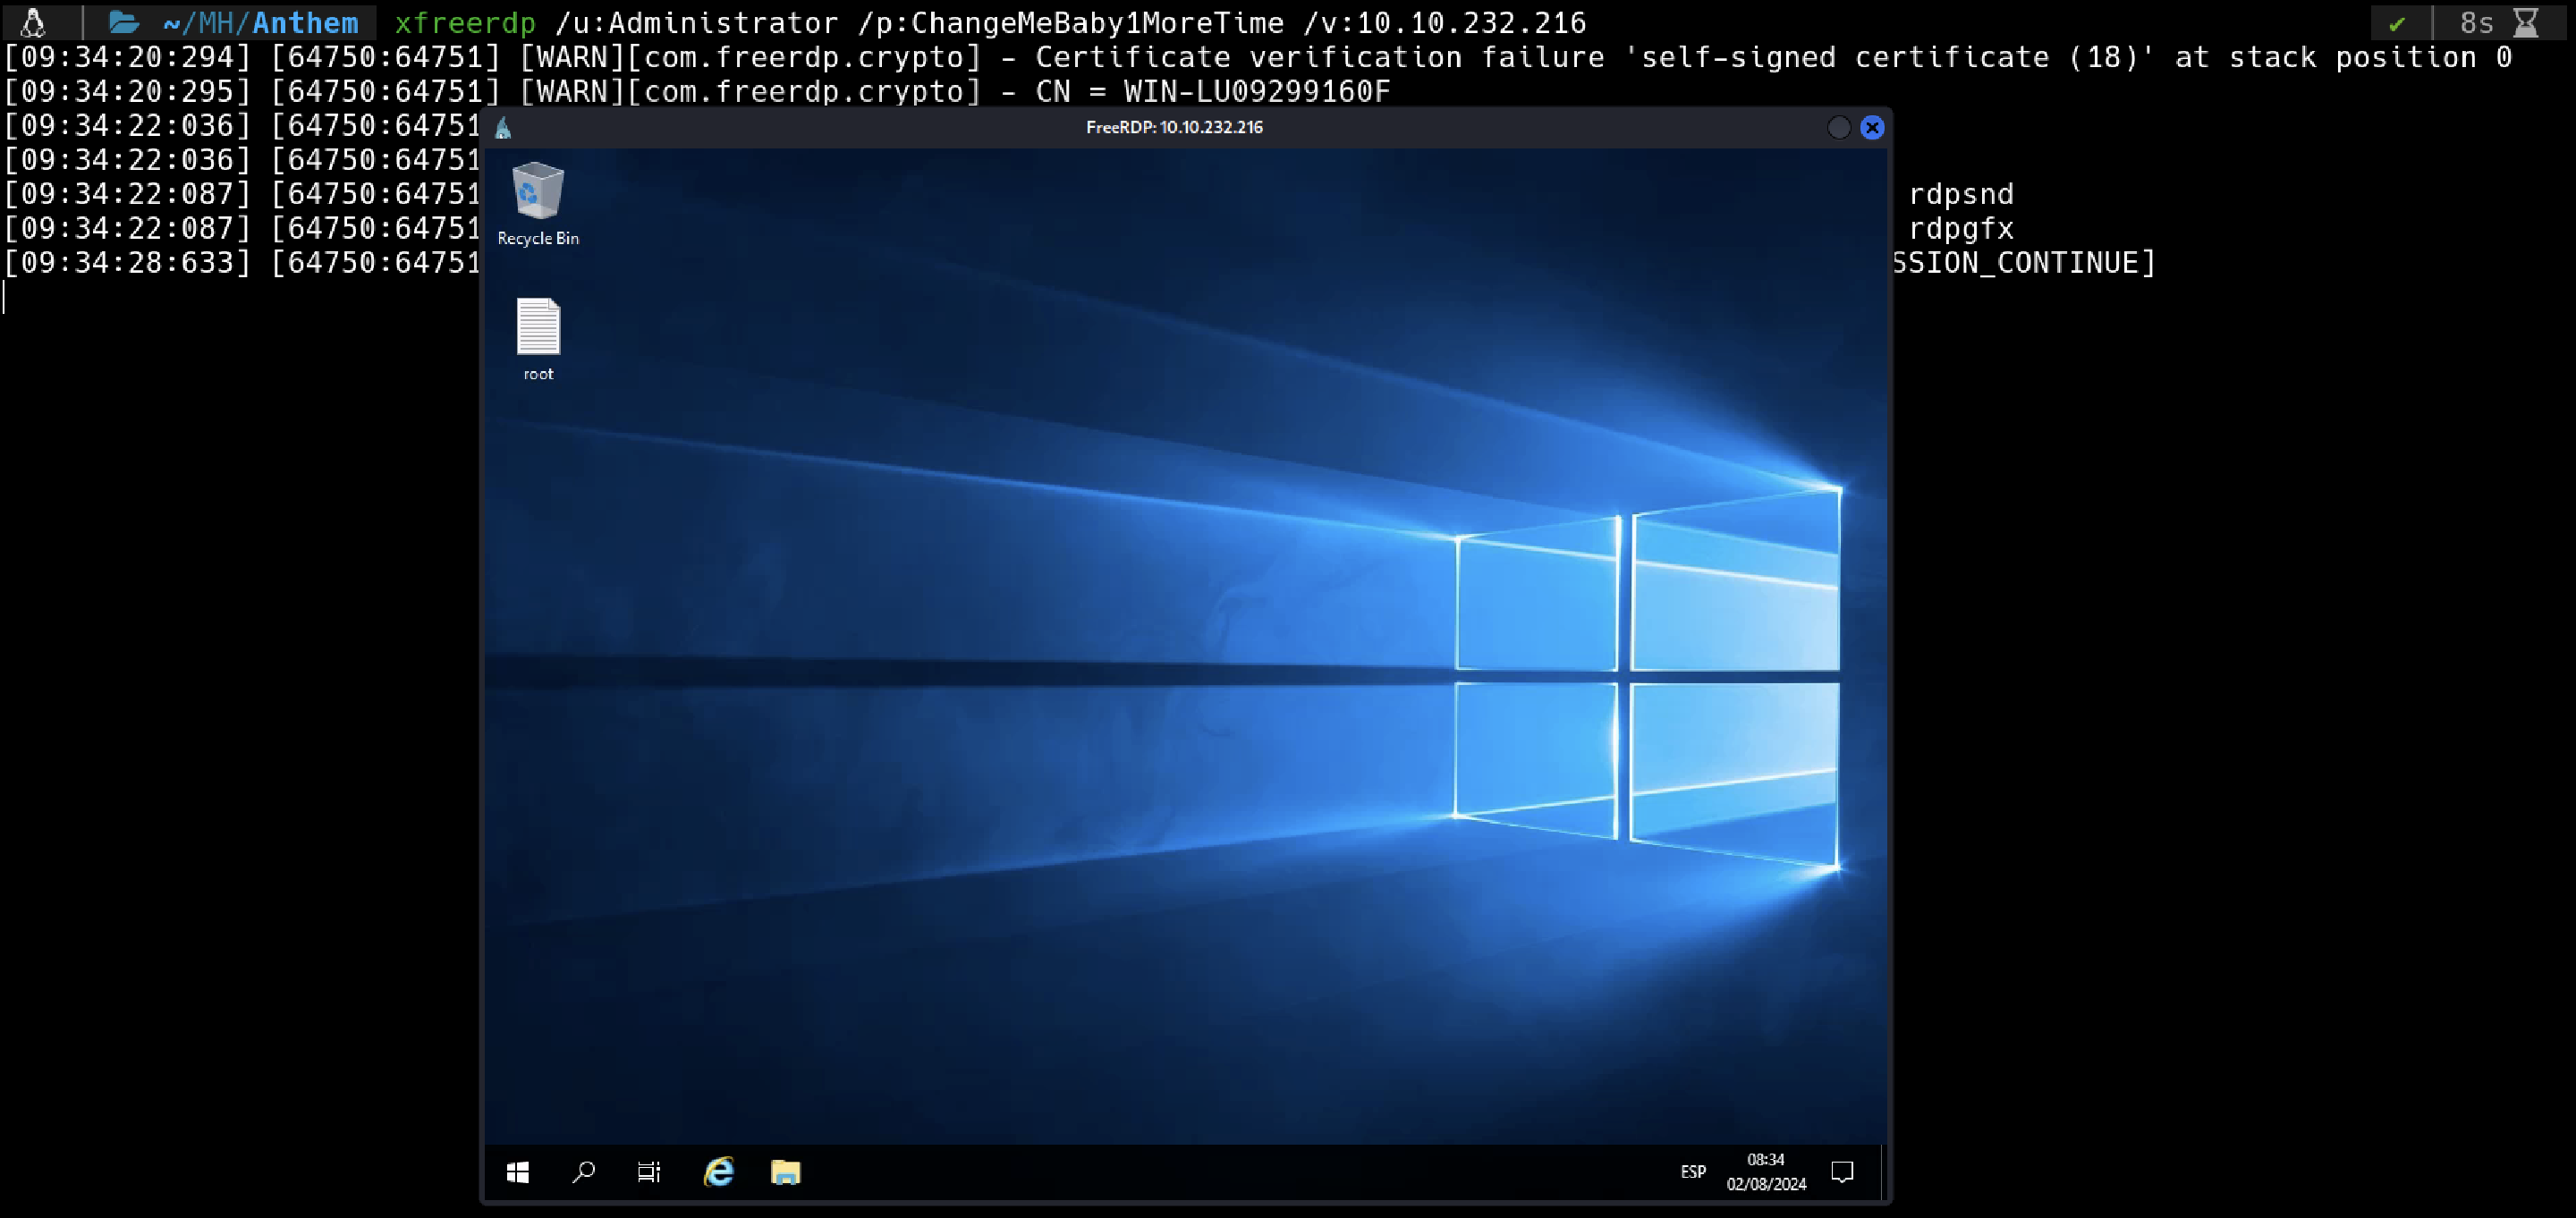 ~/MH/Anthem xfreerdp /u:Administrator /p:ChangeMeBaby1MoreTime /v:10.10.232.216 ✔ 8s
[09:34:20:294] [64750:64751] [WARN][com.freerdp.crypto] - Certificate verification failure 'self-signed certificate (18)' at stack position 0
[09:34:20:295] [64750:64751] [WARN][com.freerdp.crypto] - CN = WIN-LU09299160F
[09:34:22:036] [64750:64751
[09:34:22:036] [64750:64751
[09:34:22:087] [64750:64751 rdpsnd
[09:34:22:087] [64750:64751 rdpgfx
[09:34:28:633] [64750:64751 SSION_CONTINUE]
FreeRDP: 10.10.232.216
Recycle Bin
root
ESP
08:34
02/08/2024